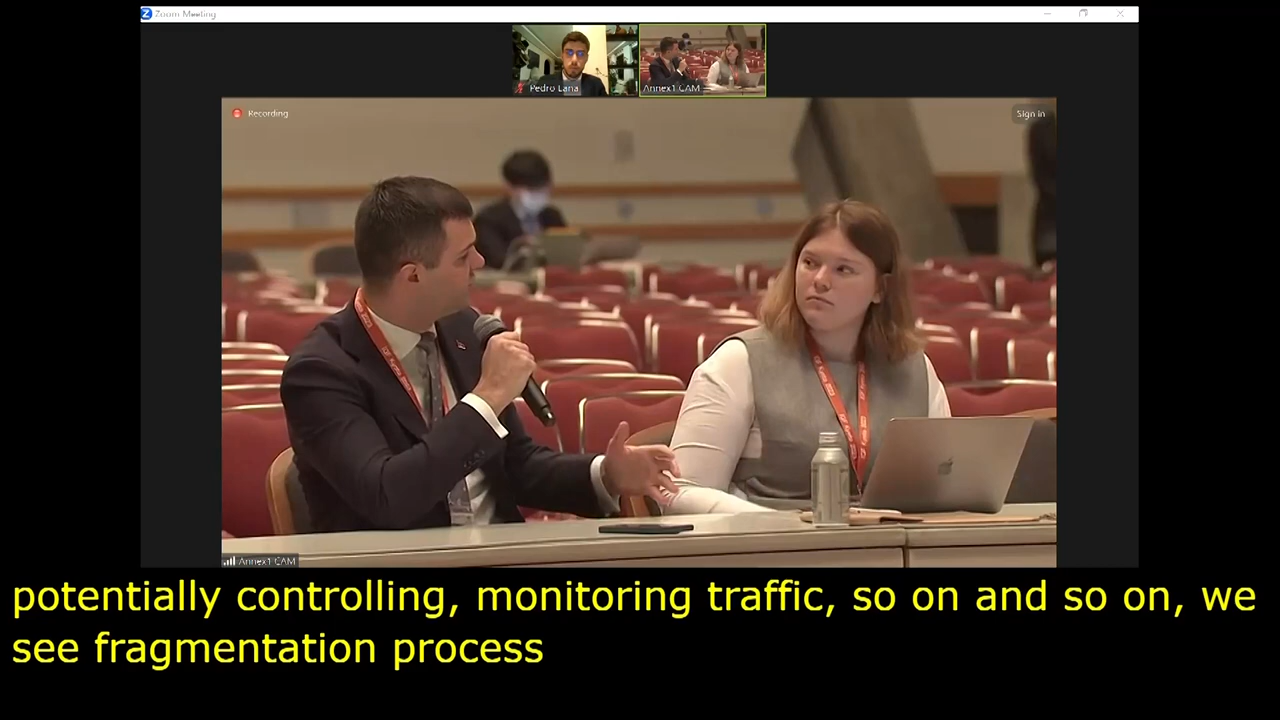 Zoom Meeting
Pedro Lana
Annex1 CAM
Recording
Sign in
Annex1 CAM
potentially controlling, monitoring traffic, so on and so on, we
see fragmentation process